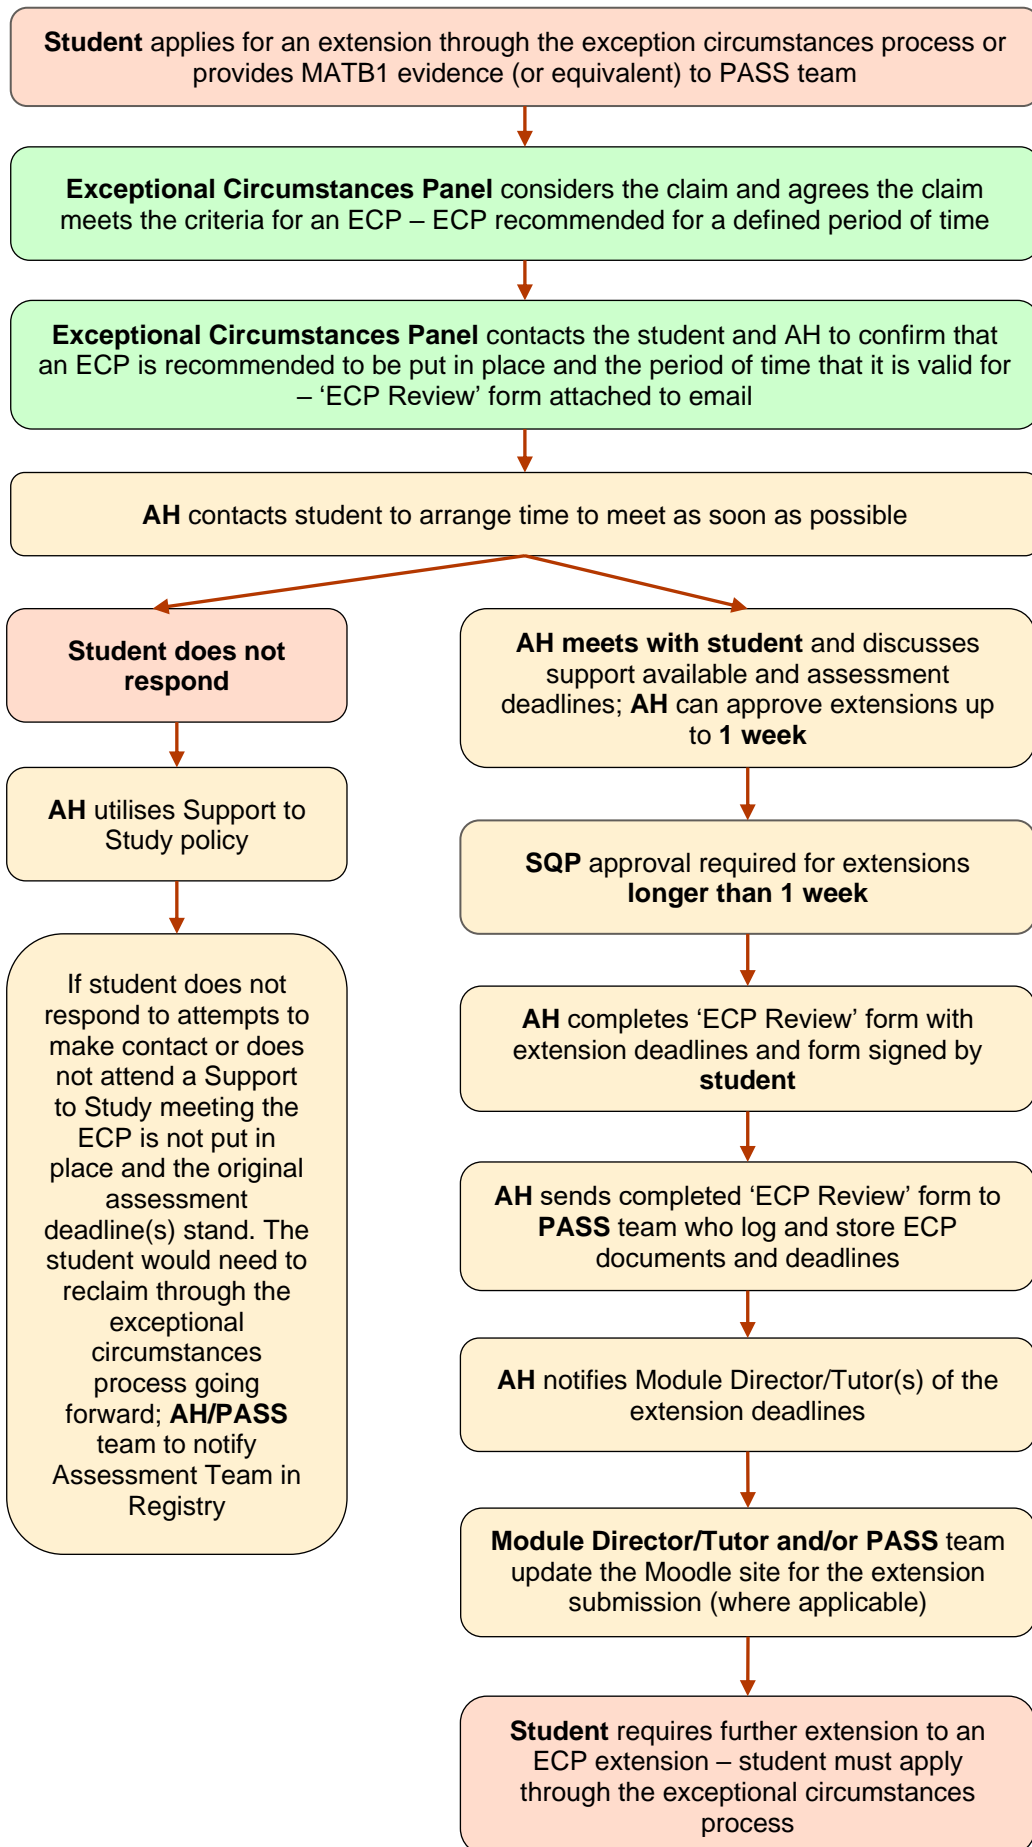 Student applies for an extension through the exception circumstances process or
provides MATB1 evidence (or equivalent) to PASS team
Exceptional Circumstances Panel considers the claim and agrees the claim
meets the criteria for an ECP – ECP recommended for a defined period of time
Exceptional Circumstances Panel contacts the student and AH to confirm that
an ECP is recommended to be put in place and the period of time that it is valid for
– ‘ECP Review’ form attached to email
AH contacts student to arrange time to meet as soon as possible
Student does not
respond
AH utilises Support to
Study policy
If student does not
respond to attempts to
make contact or does
not attend a Support
to Study meeting the
ECP is not put in
place and the original
assessment
deadline(s) stand. The
student would need to
reclaim through the
exceptional
circumstances
process going
forward; AH/PASS
team to notify
Assessment Team in
Registry
AH meets with student and discusses
support available and assessment
deadlines; AH can approve extensions up
to 1 week
SQP approval required for extensions
longer than 1 week
AH completes ‘ECP Review’ form with
extension deadlines and form signed by
student
AH sends completed ‘ECP Review’ form to
PASS team who log and store ECP
documents and deadlines
AH notifies Module Director/Tutor(s) of the
extension deadlines
Module Director/Tutor and/or PASS team
update the Moodle site for the extension
submission (where applicable)
Student requires further extension to an
ECP extension – student must apply
through the exceptional circumstances
process